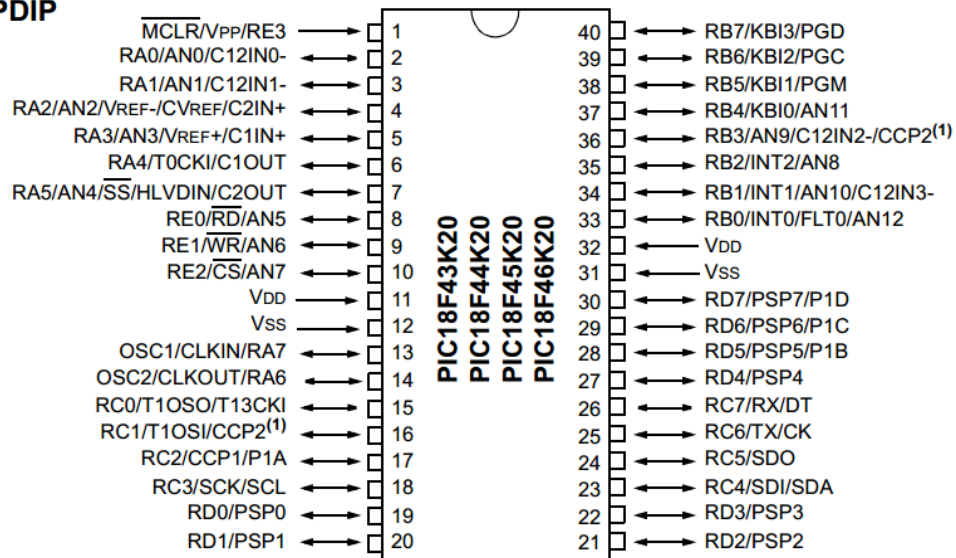 PDIP
MCLR/VPP/RE3 1
RA0/AN0/C12IN0- 2
RA1/AN1/C12IN1- 3
RA2/AN2/VREF-/CVREF/C2IN+ 4
RA3/AN3/VREF+/C1IN+ 5
RA4/T0CKI/C1OUT 6
RA5/AN4/SS/HLVDIN/C2OUT 7
RE0/RD/AN5 8
RE1/WR/AN6 9
RE2/CS/AN7 10
VDD 11
VSS 12
OSC1/CLKIN/RA7 13
OSC2/CLKOUT/RA6 14
RC0/T1OSO/T13CKI 15
RC1/T1OSI/CCP2(1) 16
RC2/CCP1/P1A 17
RC3/SCK/SCL 18
RD0/PSP0 19
RD1/PSP1 20
PIC18F43K20
PIC18F44K20
PIC18F45K20
PIC18F46K20
40 RB7/KBI3/PGD
39 RB6/KBI2/PGC
38 RB5/KBI1/PGM
37 RB4/KBI0/AN11
36 RB3/AN9/C12IN2-/CCP2(1)
35 RB2/INT2/AN8
34 RB1/INT1/AN10/C12IN3-
33 RB0/INT0/FLT0/AN12
32 VDD
31 VSS
30 RD7/PSP7/P1D
29 RD6/PSP6/P1C
28 RD5/PSP5/P1B
27 RD4/PSP4
26 RC7/RX/DT
25 RC6/TX/CK
24 RC5/SDO
23 RC4/SDI/SDA
22 RD3/PSP3
21 RD2/PSP2